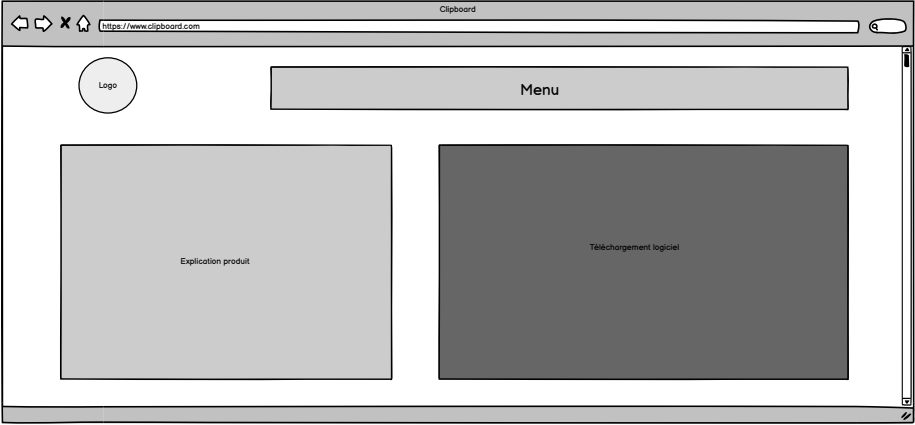 Clipboard
https://www.clipboard.com
Logo
Menu
Explication produit
Téléchargement logiciel